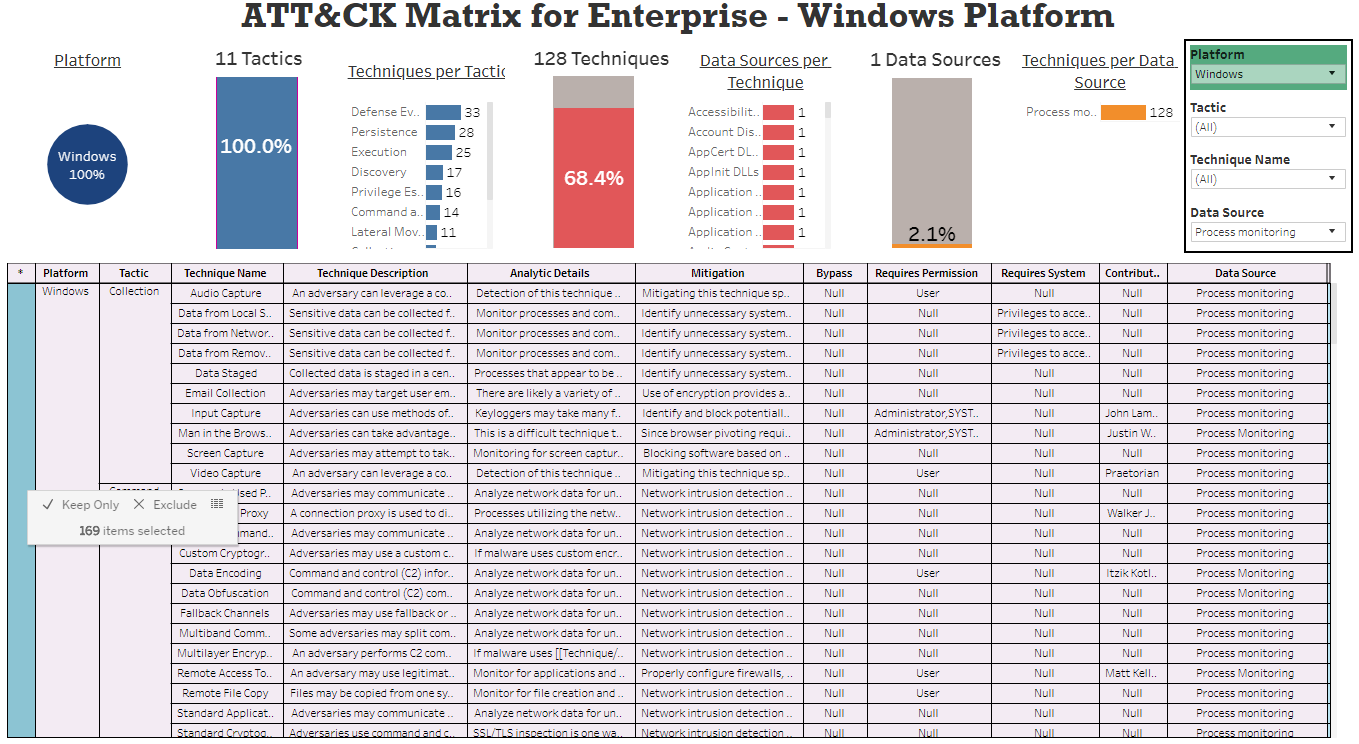 ATT&CK Matrix for Enterprise - Windows Platform
Platform
Windows
100%
11 Tactics
100.0%
Techniques per Tactic
Defense Ev.. 33
Persistence 28
Execution 25
Discovery 17
Privilege Es.. 16
Command a.. 14
Lateral Mov.. 11
128 Techniques
68.4%
Data Sources per
Technique
Accessibilit.. 1
Account Dis.. 1
AppCert DL.. 1
AppInit DLLs 1
Application .. 1
Application .. 1
Application .. 1
1 Data Sources
2.1%
Techniques per Data
Source
Process mo.. 128
Platform
Windows
Tactic
(All)
Technique Name
(All)
Data Source
Process monitoring
* Platform Tactic Technique Name Technique Description Analytic Details Mitigation Bypass Requires Permission Requires System Contribut.. Data Source
Windows Collection Audio Capture An adversary can leverage a co.. Detection of this technique .. Mitigating this technique sp.. Null User Null Null Process monitoring
Data from Local S.. Sensitive data can be collected f.. Monitor processes and com.. Identify unnecessary system.. Null Null Privileges to acce.. Null Process monitoring
Data from Networ.. Sensitive data can be collected f.. Monitor processes and com.. Identify unnecessary system.. Null Null Privileges to acce.. Null Process monitoring
Data from Remov.. Sensitive data can be collected f.. Monitor processes and com.. Identify unnecessary system.. Null Null Privileges to acce.. Null Process monitoring
Data Staged Collected data is staged in a cen.. Processes that appear to be .. Identify unnecessary system.. Null Null Null Null Process monitoring
Email Collection Adversaries may target user em.. There are likely a variety of .. Use of encryption provides a.. Null Null Null Null Process monitoring
Input Capture Adversaries can use methods of.. Keyloggers may take many f.. Identify and block potentiall.. Null Administrator,SYST.. Null John Lam.. Process monitoring
Man in the Brows.. Adversaries can take advantage.. This is a difficult technique t.. Since browser pivoting requi.. Null Administrator,SYST.. Null Justin W.. Process Monitoring
Screen Capture Adversaries may attempt to tak.. Monitoring for screen captur.. Blocking software based on .. Null Null Null Null Process monitoring
Video Capture An adversary can leverage a co.. Detection of this technique .. Mitigating this technique sp.. Null User Null Praetorian Process monitoring
Adversaries may communicate .. Analyze network data for un.. Network intrusion detection .. Null Null Null Null Process monitoring
Keep Only Exclude
Proxy A connection proxy is used to di.. Processes utilizing the netw.. Network intrusion detection .. Null Null Null Walker J.. Process monitoring
169 items selected
Adversaries may communicate .. Analyze network data for un.. Network intrusion detection .. Null Null Null Null Process monitoring
Custom Cryptogr.. Adversaries may use a custom c.. If malware uses custom encr.. Network intrusion detection .. Null Null Null Null Process Monitoring
Data Encoding Command and control (C2) infor.. Analyze network data for un.. Network intrusion detection .. Null User Null Itzik Kotl.. Process Monitoring
Data Obfuscation Command and control (C2) com.. Analyze network data for un.. Network intrusion detection .. Null Null Null Null Process Monitoring
Fallback Channels Adversaries may use fallback or .. Analyze network data for un.. Network intrusion detection .. Null Null Null Null Process monitoring
Multiband Comm.. Some adversaries may split com.. Analyze network data for un.. Network intrusion detection .. Null Null Null Null Process Monitoring
Multilayer Encryp.. An adversary performs C2 com.. If malware uses [[Technique/.. Network intrusion detection .. Null Null Null Null Process Monitoring
Remote Access To.. An adversary may use legitimat.. Monitor for applications and .. Properly configure firewalls, .. Null User Null Matt Kell.. Process monitoring
Remote File Copy Files may be copied from one sy.. Monitor for file creation and .. Network intrusion detection .. Null User Null Null Process monitoring
Standard Applicat.. Adversaries may communicate .. Analyze network data for un.. Network intrusion detection .. Null Null Null Null Process monitoring
Standard Cryptog.. Adversaries use command and c.. SSL/TLS inspection is one wa.. Network intrusion detection .. Null Null Null Null Process monitoring